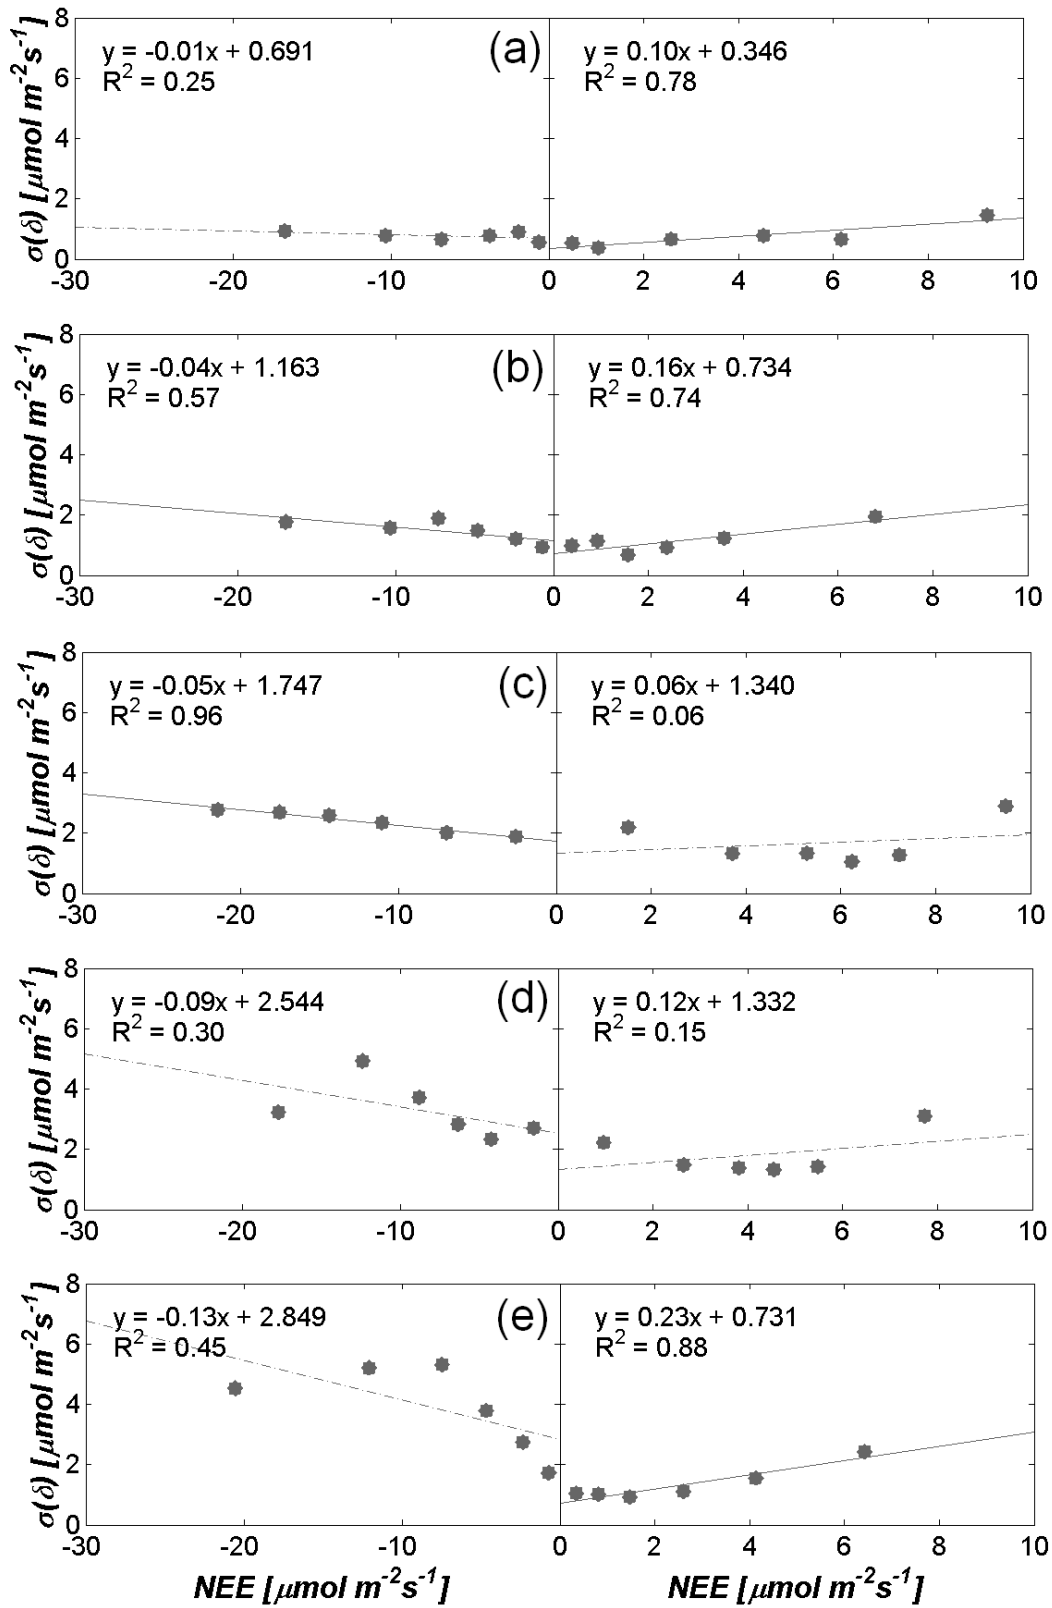 y = -0.01x + 0.691
R² = 0.25
(a)
y = 0.10x + 0.346
R² = 0.78
σ(δ) [μmol m⁻²s⁻¹]
8
6
4
2
0
-30 -20 -10 0 2 4 6 8 10
y = -0.04x + 1.163
R² = 0.57
(b)
y = 0.16x + 0.734
R² = 0.74
σ(δ) [μmol m⁻²s⁻¹]
8
6
4
2
0
-30 -20 -10 0 2 4 6 8 10
y = -0.05x + 1.747
R² = 0.96
(c)
y = 0.06x + 1.340
R² = 0.06
σ(δ) [μmol m⁻²s⁻¹]
8
6
4
2
0
-30 -20 -10 0 2 4 6 8 10
y = -0.09x + 2.544
R² = 0.30
(d)
y = 0.12x + 1.332
R² = 0.15
σ(δ) [μmol m⁻²s⁻¹]
8
6
4
2
0
-30 -20 -10 0 2 4 6 8 10
y = -0.13x + 2.849
R² = 0.45
(e)
y = 0.23x + 0.731
R² = 0.88
σ(δ) [μmol m⁻²s⁻¹]
8
6
4
2
0
-30 -20 -10 0 2 4 6 8 10
NEE [μmol m⁻²s⁻¹] NEE [μmol m⁻²s⁻¹]